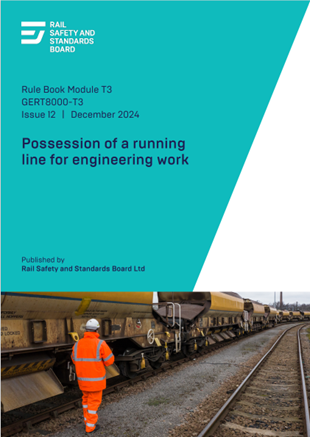 RAIL
SAFETY AND
STANDARDS
BOARD
Rule Book Module T3
GERT8000-T3
Issue 12 | December 2024
Possession of a running
line for engineering work
Published by
Rail Safety and Standards Board Ltd